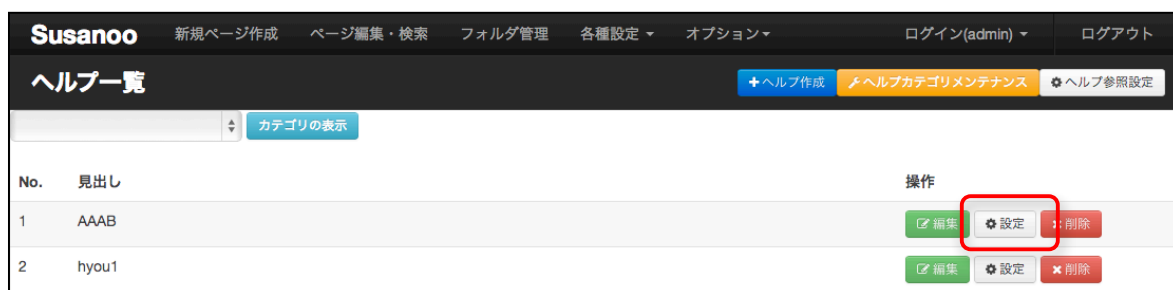 Susanoo 新規ページ作成 ページ編集・検索 フォルダ管理 各種設定 オプション ログイン(admin) ログアウト
ヘルプ一覧 ヘルプ作成 ヘルプカテゴリメンテナンス ヘルプ参照設定
カテゴリの表示
No. 見出し 操作
1 AAAB 編集 設定 削除
2 hyou1 編集 設定 削除